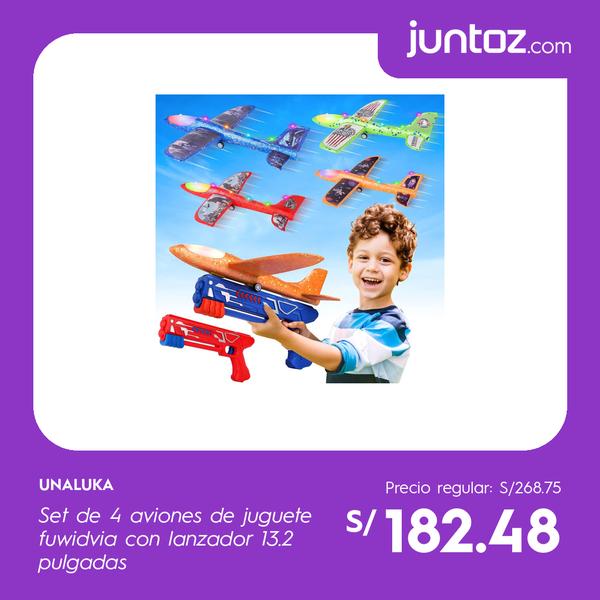 juntoz.com
UNALUKA
Set de 4 aviones de juguete
fuwidvia con lanzador 13.2
pulgadas
Precio regular: S/268.75
S/182.48